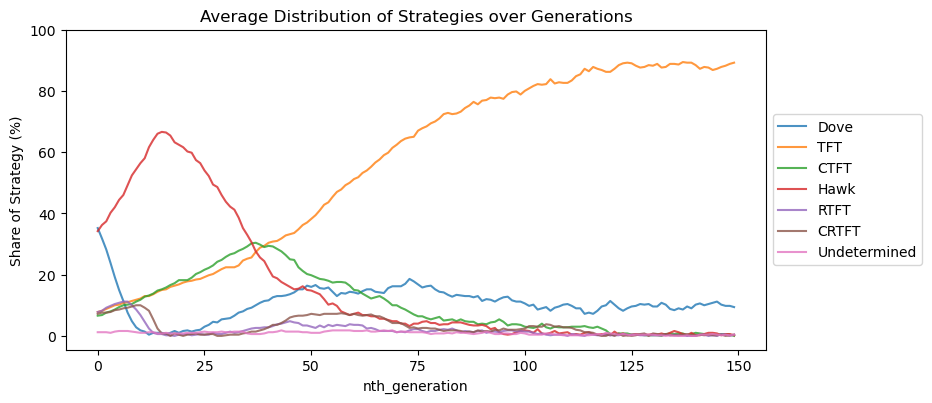 Average Distribution of Strategies over Generations
Share of Strategy (%)
100
80
60
40
20
0
0 25 50 75 100 125 150
nth_generation
Dove
TFT
CTFT
Hawk
RTFT
CRTFT
Undetermined